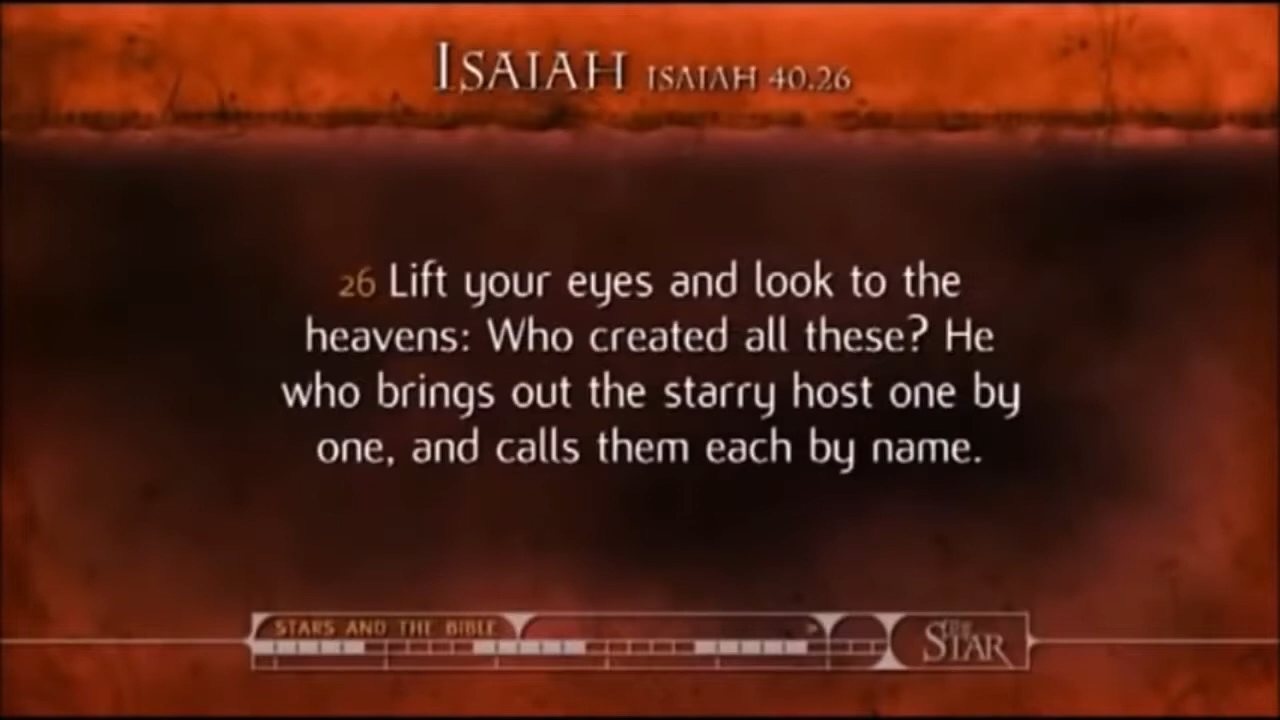 ISAIAH ISAIAH 40.26
26 Lift your eyes and look to the
heavens: Who created all these? He
who brings out the starry host one by
one, and calls them each by name.
STARS AND THE BIBLE
THE
STAR